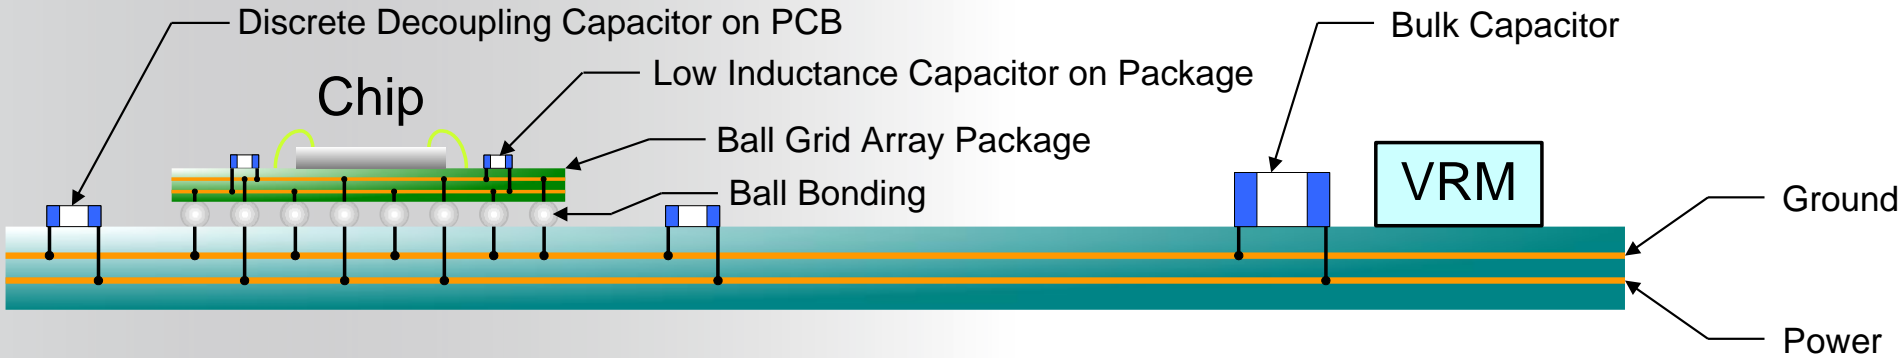 Discrete Decoupling Capacitor on PCB
Bulk Capacitor
Low Inductance Capacitor on Package
Chip
Ball Grid Array Package
VRM
Ball Bonding
Ground
Power